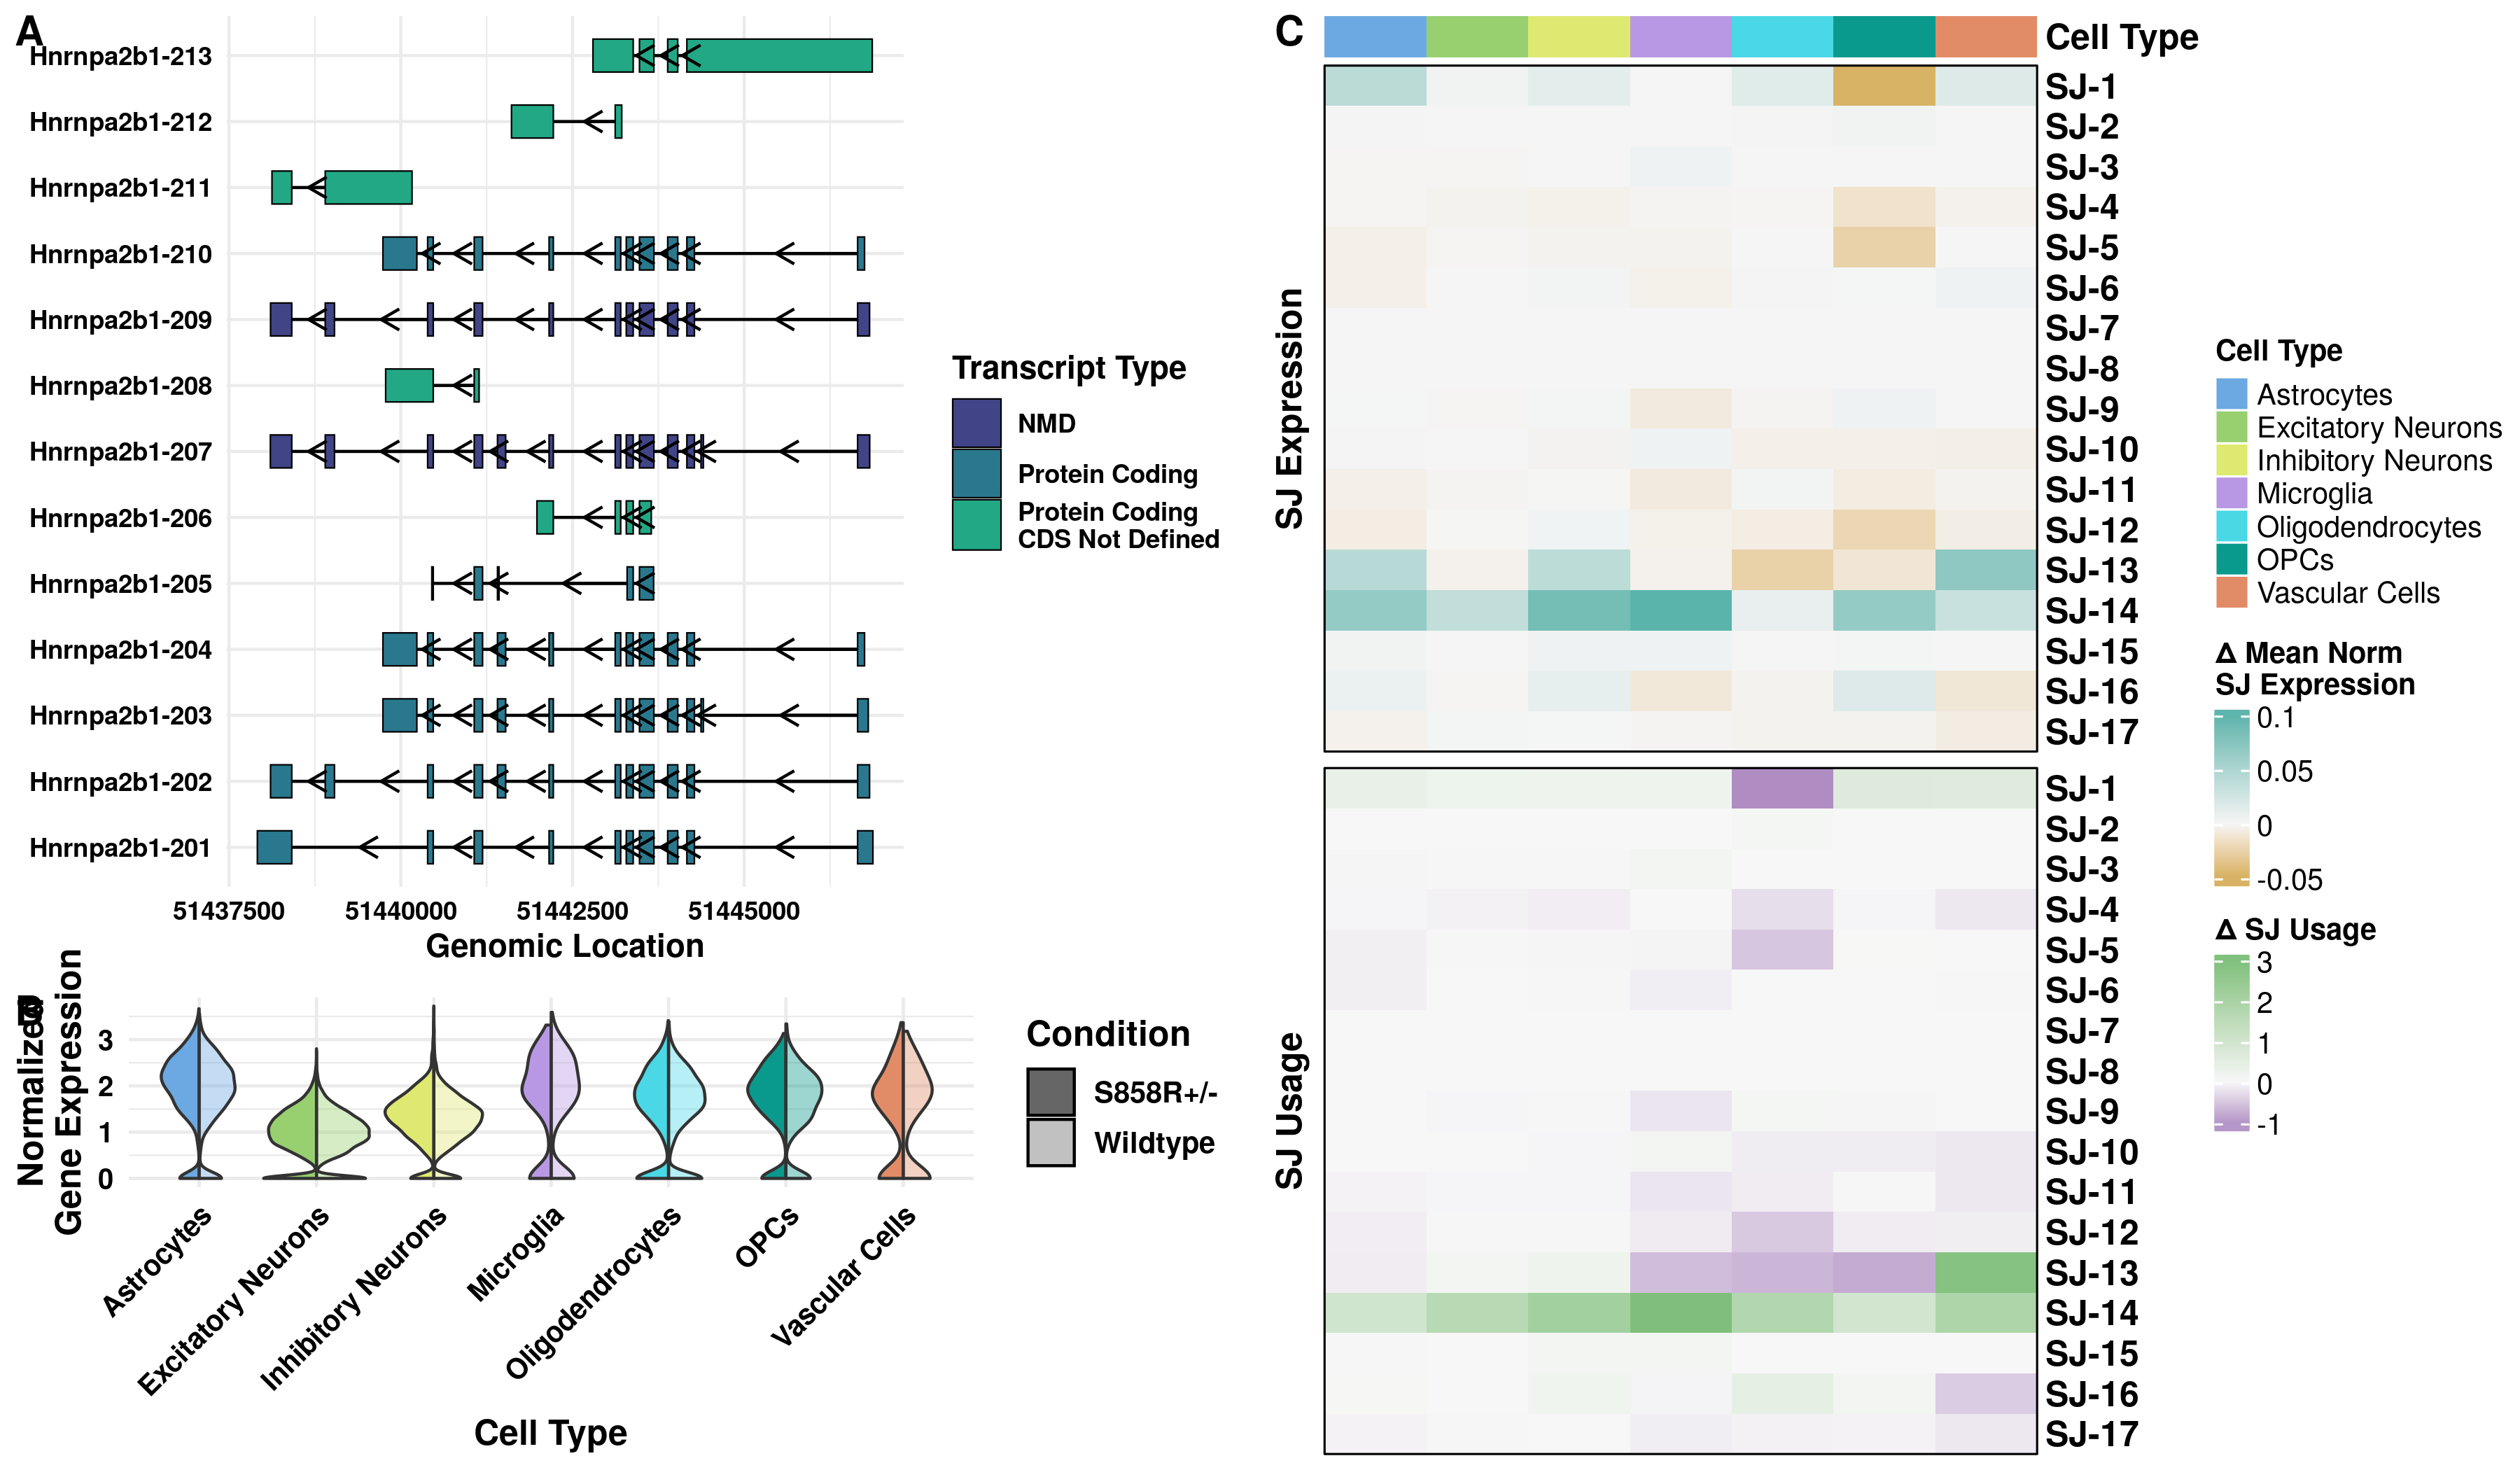 A
Hnrnpa2b1-213
Hnrnpa2b1-212
Hnrnpa2b1-211
Hnrnpa2b1-210
Hnrnpa2b1-209
Hnrnpa2b1-208
Hnrnpa2b1-207
Hnrnpa2b1-206
Hnrnpa2b1-205
Hnrnpa2b1-204
Hnrnpa2b1-203
Hnrnpa2b1-202
Hnrnpa2b1-201
51437500 51440000 51442500 51445000
Genomic Location
Transcript Type
NMD
Protein Coding
Protein Coding
CDS Not Defined
B
Normalized
Gene Expression
3
2
1
0
Astrocytes
Excitatory Neurons
Inhibitory Neurons
Microglia
Oligodendrocytes
OPCs
Vascular Cells
Cell Type
Condition
S858R+/-
Wildtype
C
Cell Type
SJ Expression
SJ-1
SJ-2
SJ-3
SJ-4
SJ-5
SJ-6
SJ-7
SJ-8
SJ-9
SJ-10
SJ-11
SJ-12
SJ-13
SJ-14
SJ-15
SJ-16
SJ-17
SJ Usage
SJ-1
SJ-2
SJ-3
SJ-4
SJ-5
SJ-6
SJ-7
SJ-8
SJ-9
SJ-10
SJ-11
SJ-12
SJ-13
SJ-14
SJ-15
SJ-16
SJ-17
Cell Type
Astrocytes
Excitatory Neurons
Inhibitory Neurons
Microglia
Oligodendrocytes
OPCs
Vascular Cells
Δ Mean Norm
SJ Expression
0.1
0.05
0
-0.05
Δ SJ Usage
3
2
1
0
-1